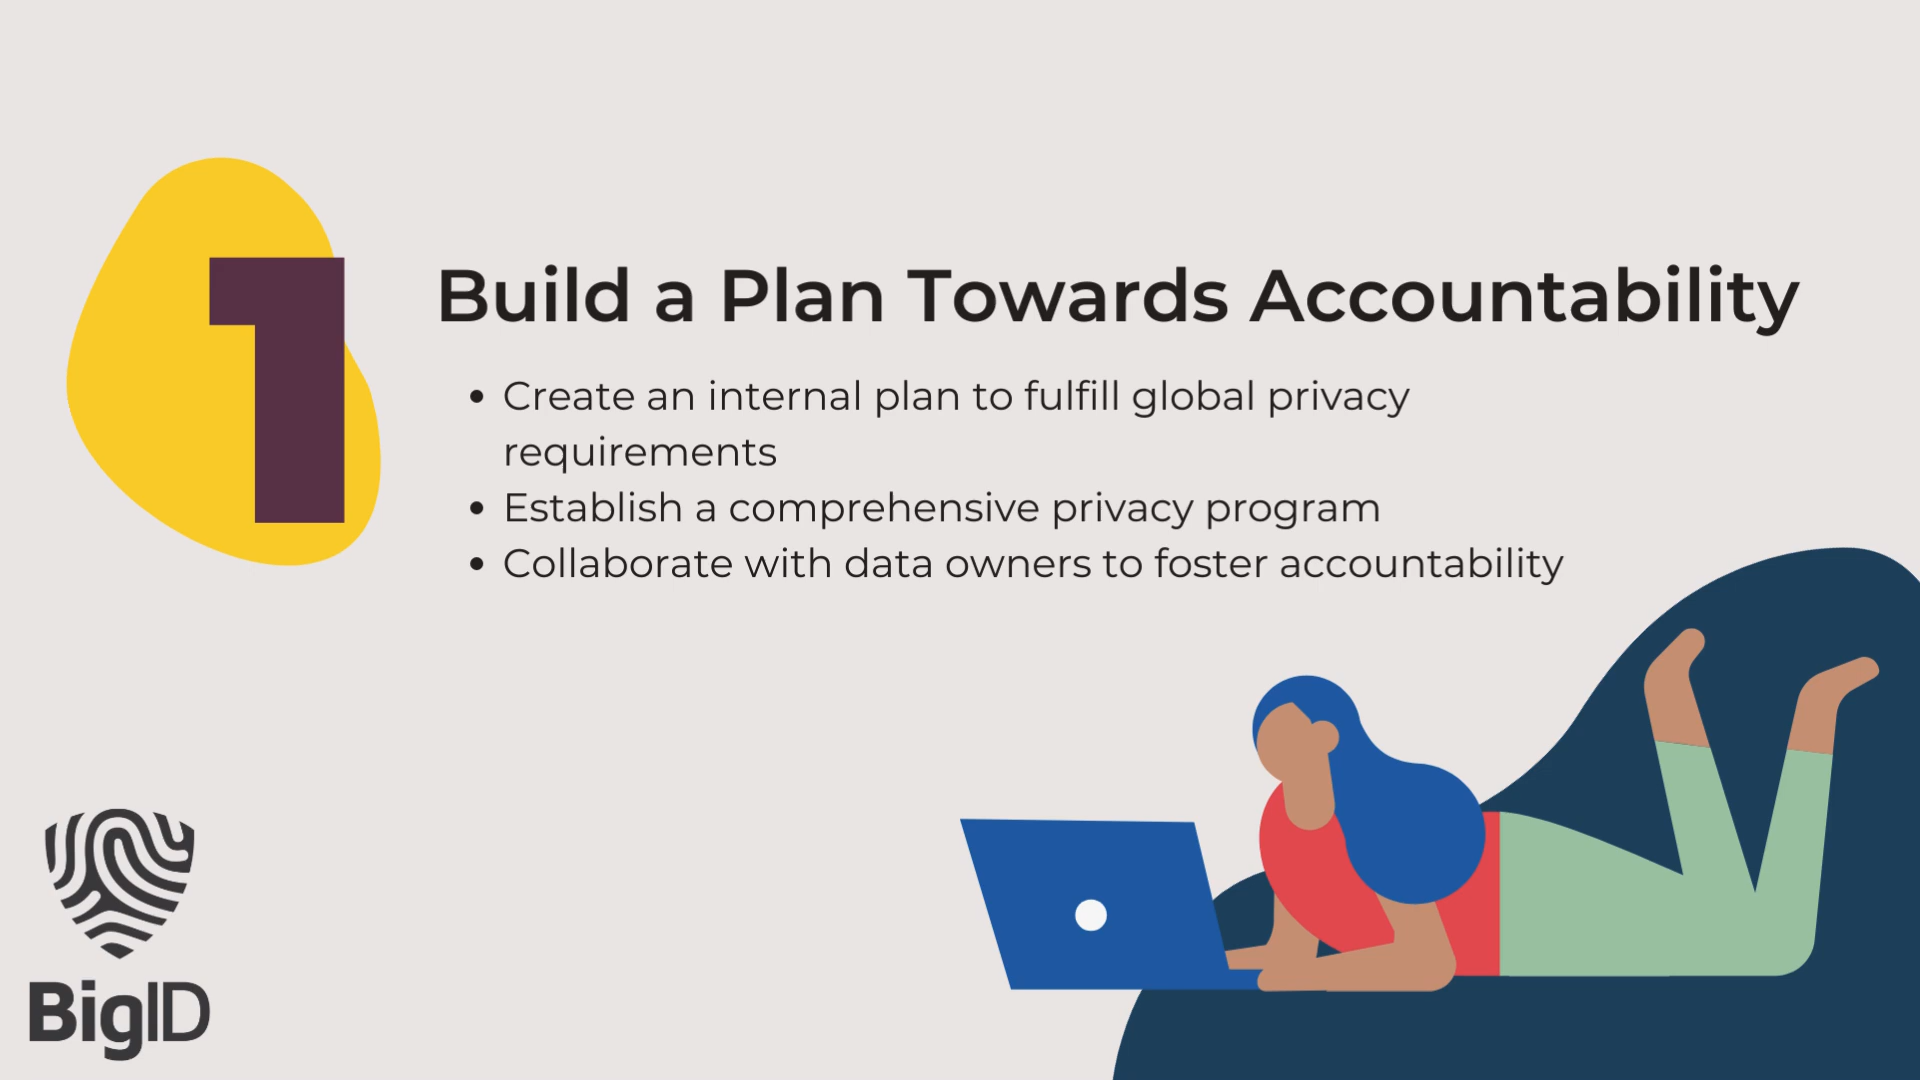 1
Build a Plan Towards Accountability
• Create an internal plan to fulfill global privacy
requirements
• Establish a comprehensive privacy program
• Collaborate with data owners to foster accountability
BigID